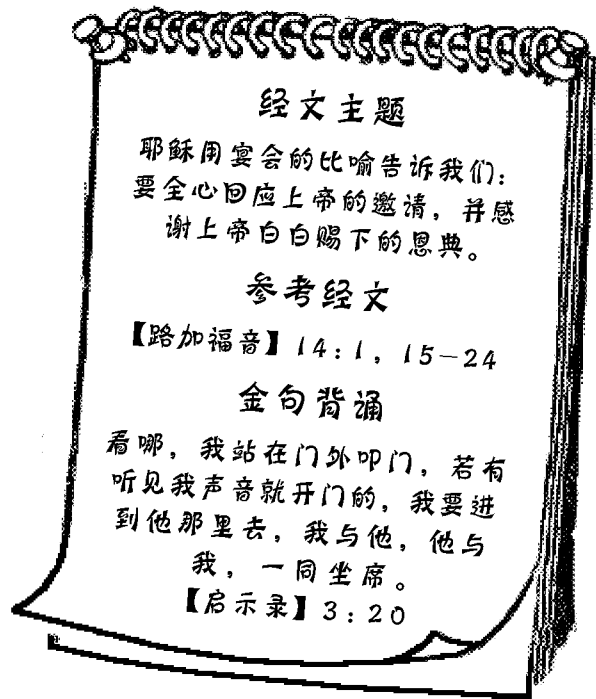 经文主题
耶稣用宴会的比喻告诉我们：
要全心回应上帝的邀请，并感
谢上帝白白赐下的恩典。
参考经文
【路加福音】14：1，15－24
金句背诵
看哪，我站在门外叩门，若有
听见我声音就开门的，我要进
到他那里去，我与他，他与
我，一同坐席。
【启示录】3：20